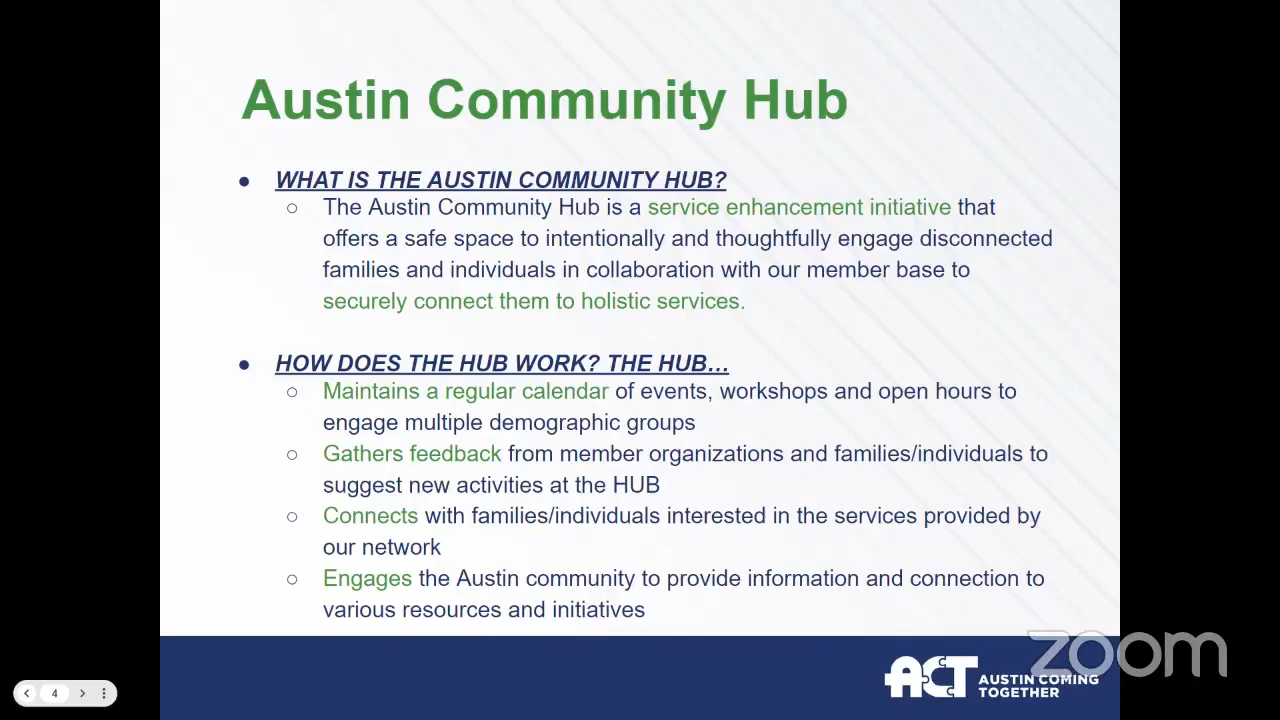 Austin Community Hub
● WHAT IS THE AUSTIN COMMUNITY HUB?
○ The Austin Community Hub is a service enhancement initiative that
offers a safe space to intentionally and thoughtfully engage disconnected
families and individuals in collaboration with our member base to
securely connect them to holistic services.
● HOW DOES THE HUB WORK? THE HUB…
○ Maintains a regular calendar of events, workshops and open hours to
engage multiple demographic groups
○ Gathers feedback from member organizations and families/individuals to
suggest new activities at the HUB
○ Connects with families/individuals interested in the services provided by
our network
○ Engages the Austin community to provide information and connection to
various resources and initiatives
4
ACT AUSTIN COMING
TOGETHER
zoom